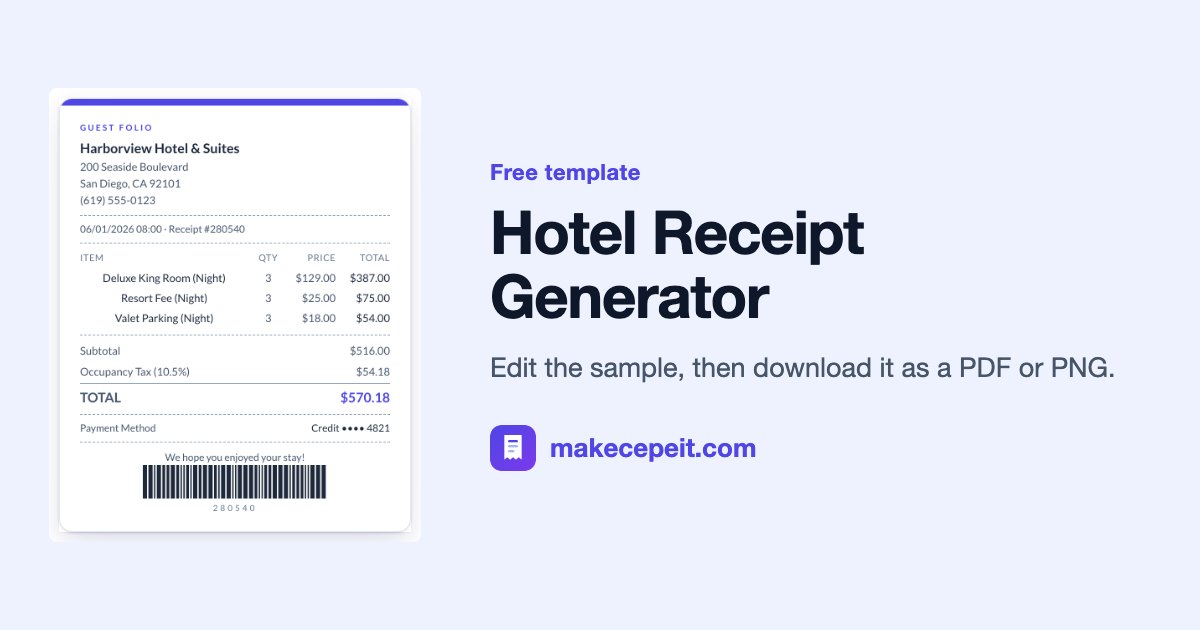 GUEST FOLIO
Harborview Hotel & Suites
200 Seaside Boulevard
San Diego, CA 92101
(619) 555-0123
06/01/2026 08:00 · Receipt #280540
ITEM QTY PRICE TOTAL
Deluxe King Room (Night) 3 $129.00 $387.00
Resort Fee (Night) 3 $25.00 $75.00
Valet Parking (Night) 3 $18.00 $54.00
Subtotal $516.00
Occupancy Tax (10.5%) $54.18
TOTAL $570.18
Payment Method Credit •••• 4821
We hope you enjoyed your stay!
280540
Free template
Hotel Receipt
Generator
Edit the sample, then download it as a PDF or PNG.
makecepeit.com